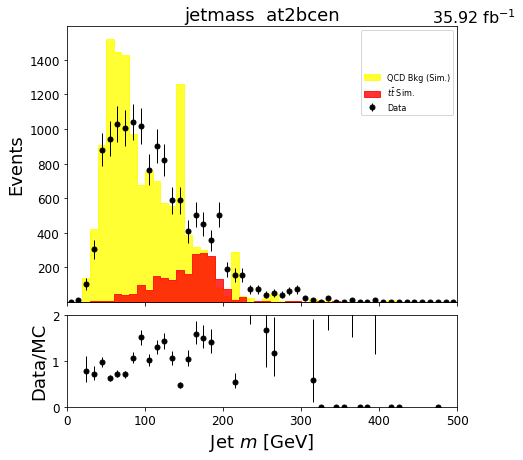 jetmass at2bcen
35.92 fb⁻¹
Events
1400
1200
1000
800
600
400
200
QCD Bkg (Sim.)
tt̄ Sim.
Data
Data/MC
2
1
0
0 100 200 300 400 500
Jet m [GeV]